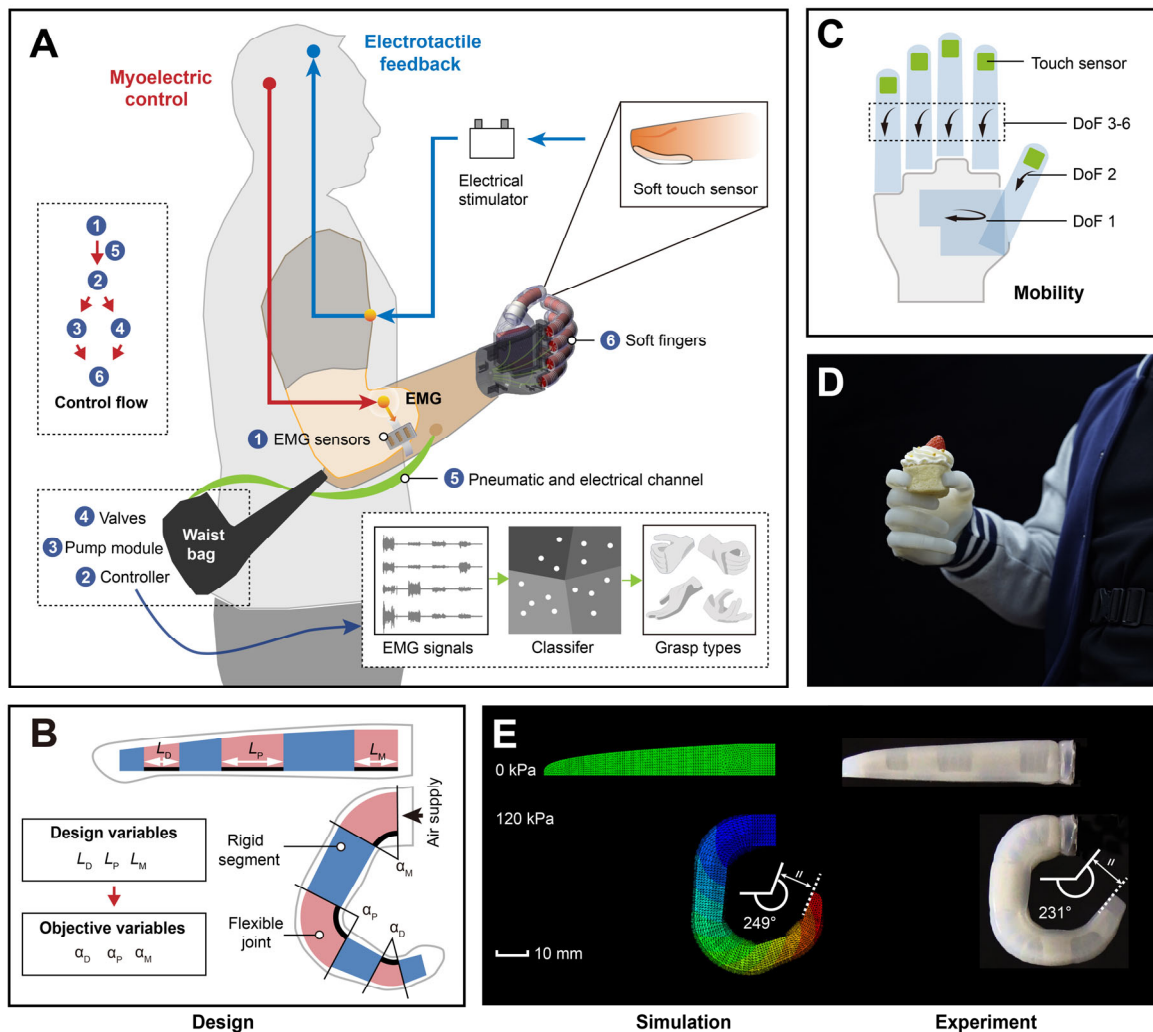 A
Myoelectric
control
Electrotactile
feedback
Electrical
stimulator
Soft touch sensor
1
5
2
3
4
6
Control flow
6 Soft fingers
EMG
1 EMG sensors
5 Pneumatic and electrical channel
4 Valves
3 Pump module
2 Controller
Waist
bag
EMG signals
Classifer
Grasp types
C
Touch sensor
DoF 3-6
DoF 2
DoF 1
Mobility
D
B
L_D
L_P
L_M
Design variables
L_D L_P L_M
Objective variables
α_D α_P α_M
Rigid
segment
Flexible
joint
Air supply
α_M
α_P
α_D
Design
E
0 kPa
120 kPa
249°
10 mm
231°
Simulation
Experiment